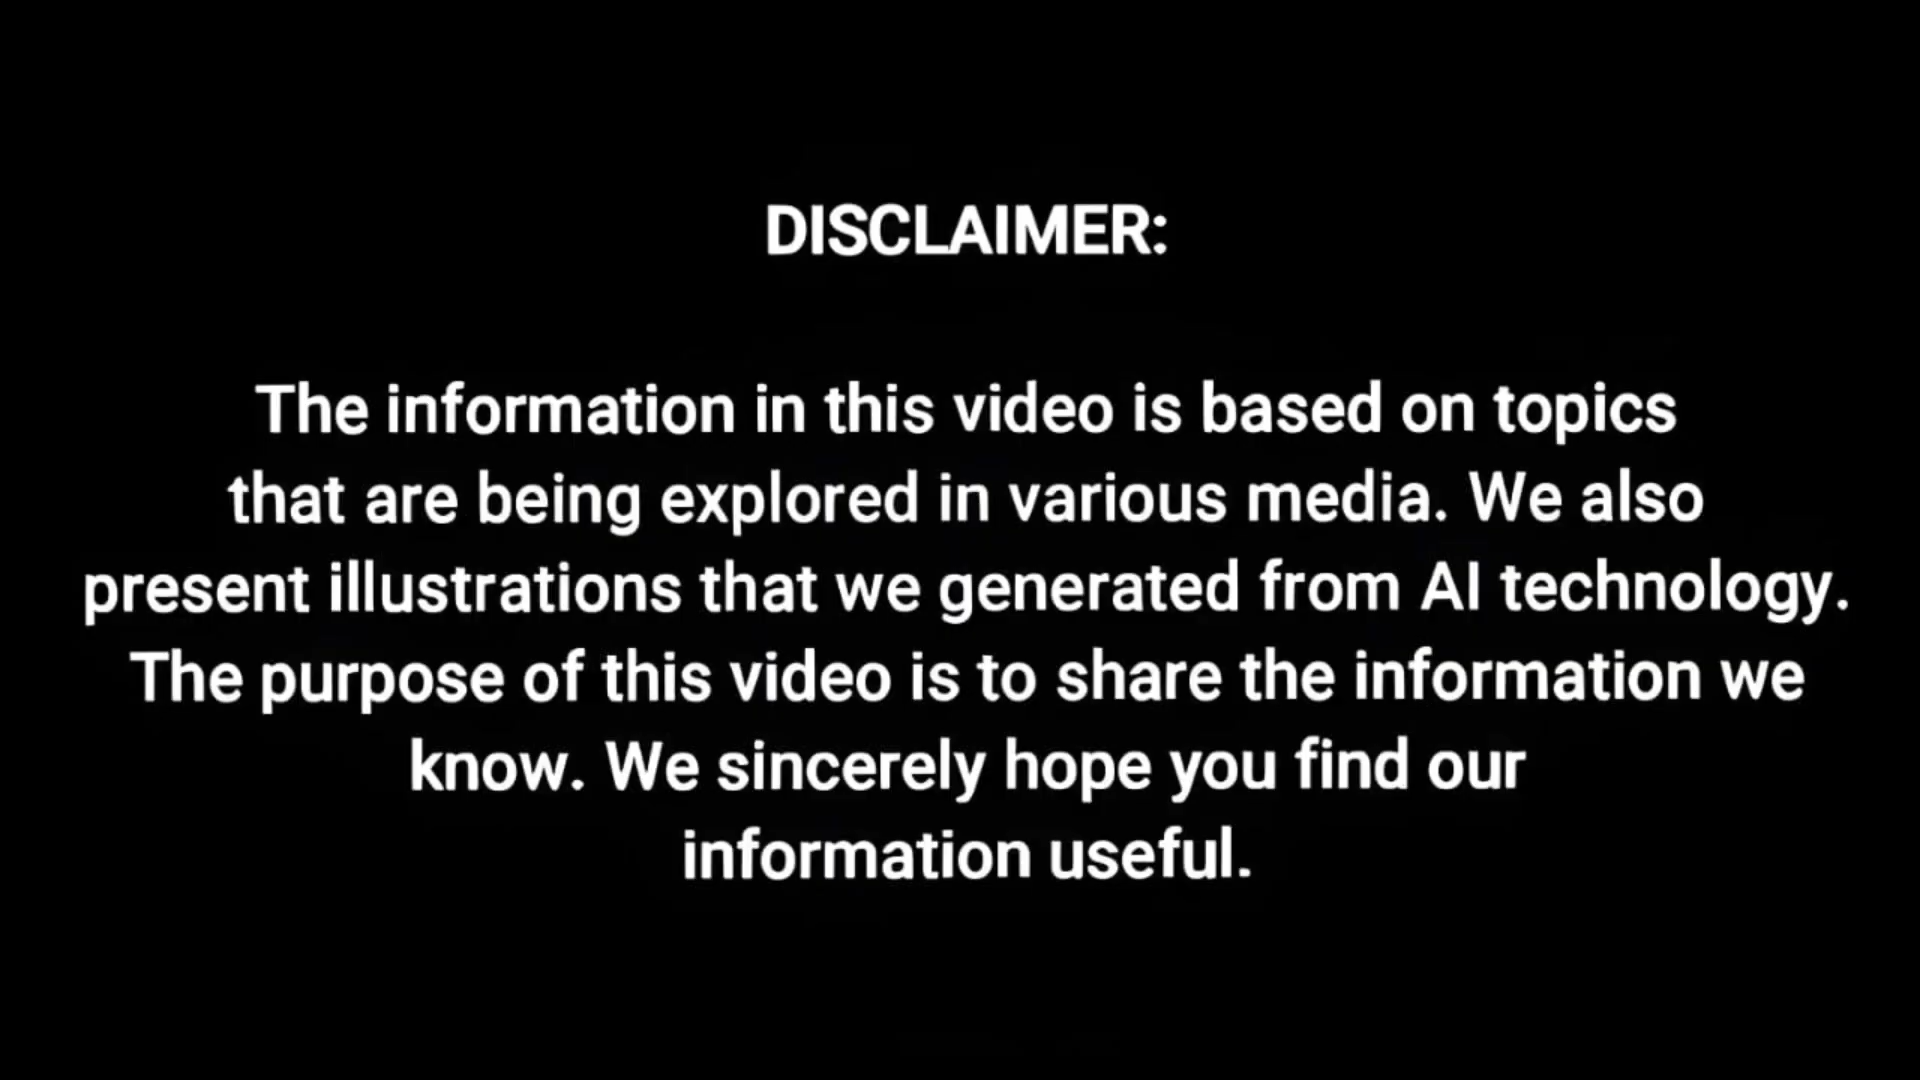 DISCLAIMER:
The information in this video is based on topics
that are being explored in various media. We also
present illustrations that we generated from AI technology.
The purpose of this video is to share the information we
know. We sincerely hope you find our
information useful.